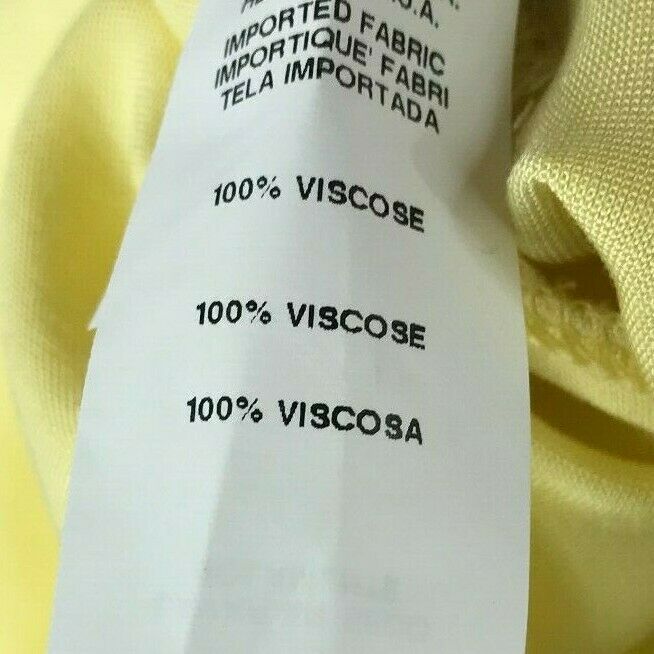 U.S.A.
IMPORTED FABRIC
IMPORTIQUE' FABRI
TELA IMPORTADA
100% VISCOSE
100% VISCOSE
100% VISCOSA